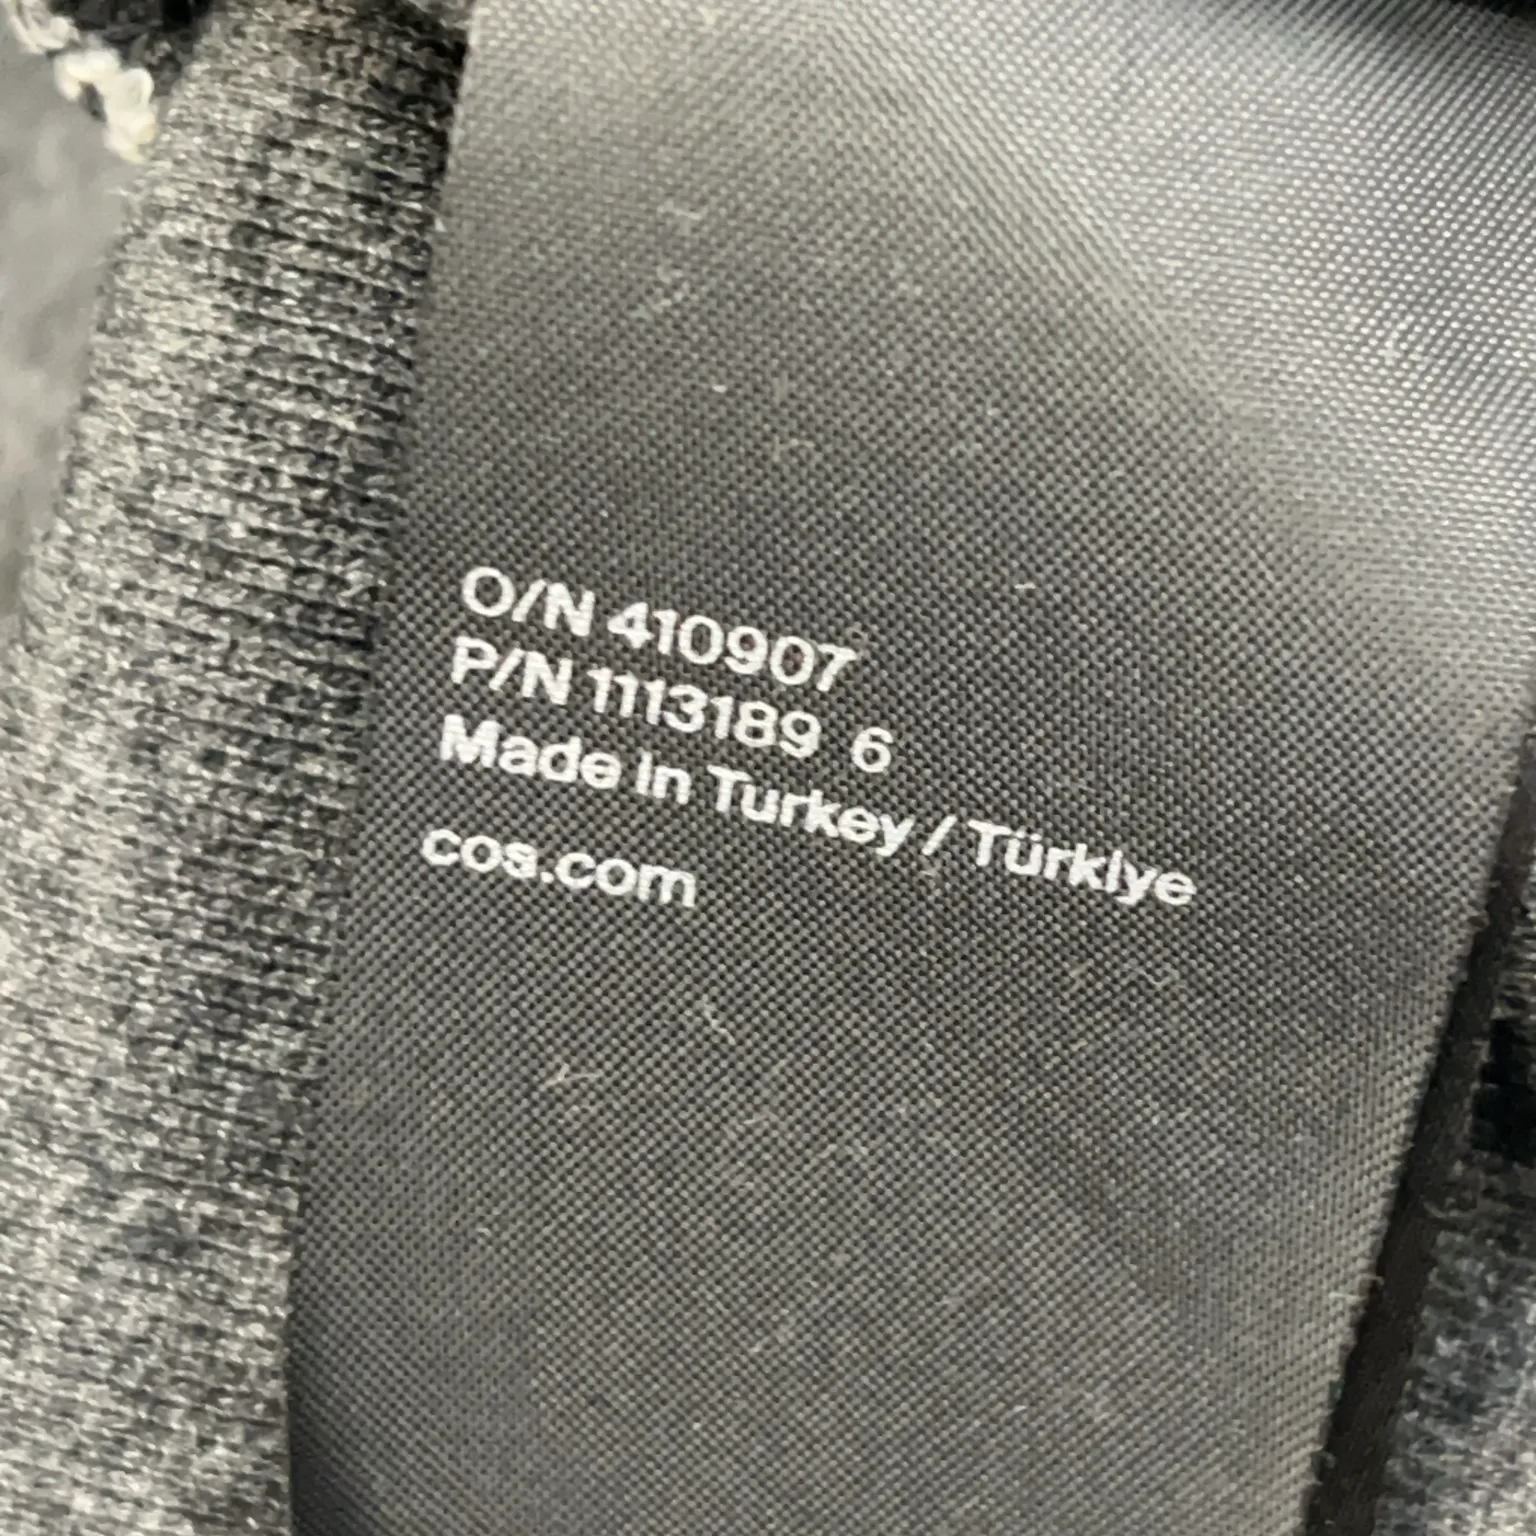 O/N 410907
P/N 1113189 6
Made in Turkey / Türkiye
cos.com